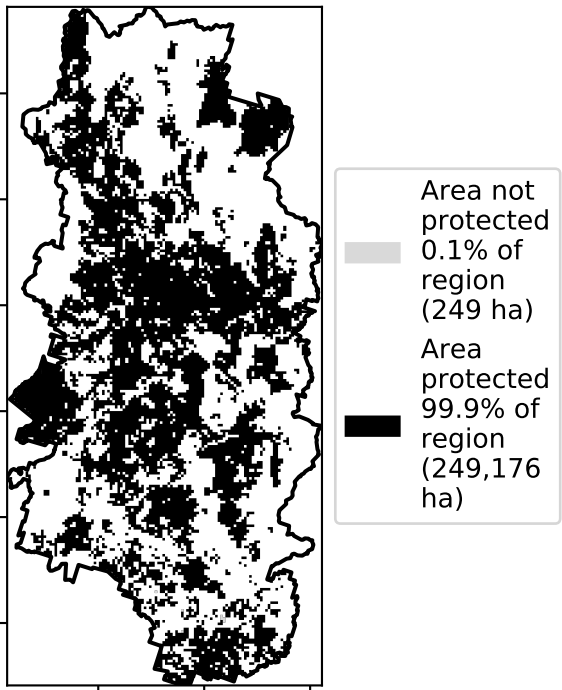 Area not
protected
0.1% of
region
(249 ha)
Area
protected
99.9% of
region
(249,176
ha)